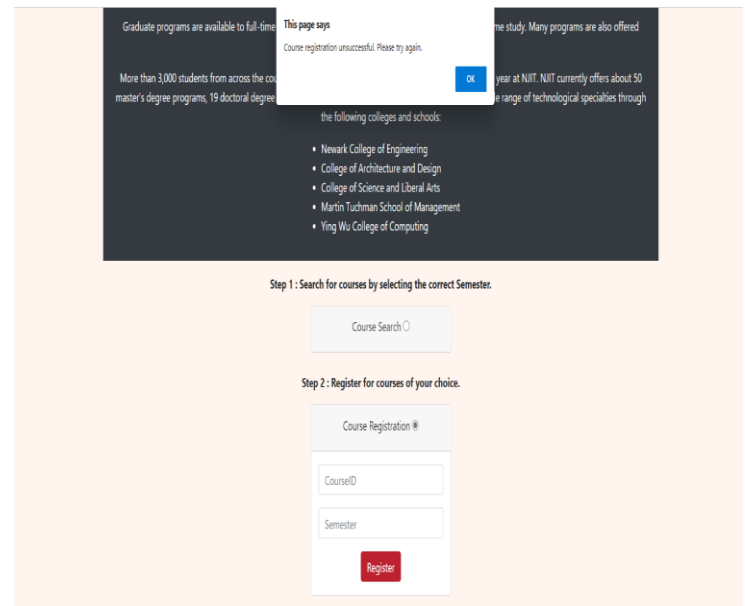 Graduate programs are available to full-time
me study. Many programs are also offered
This page says
Course registration unsuccessful. Please try again.
OK
More than 3,000 students from across the cou
year at NJIT. NJIT currently offers about 50
master's degree programs, 19 doctoral degree
e range of technological specialties through
the following colleges and schools:
• Newark College of Engineering
• College of Architecture and Design
• College of Science and Liberal Arts
• Martin Tuchman School of Management
• Ying Wu College of Computing
Step 1 : Search for courses by selecting the correct Semester.
Course Search
Step 2 : Register for courses of your choice.
Course Registration
CourseID
Semester
Register